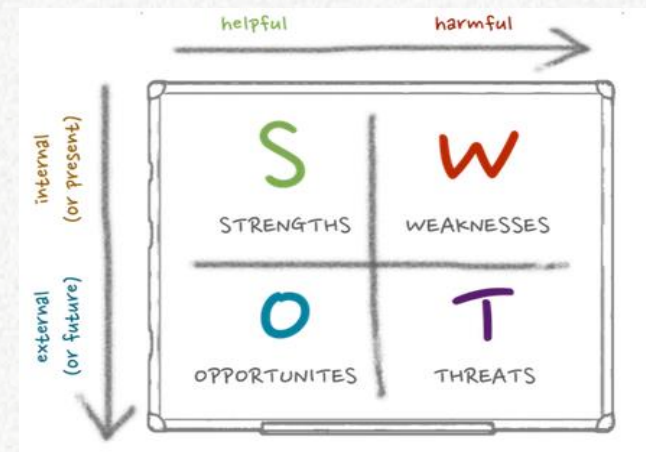 helpful harmful
internal
(or present)
S W
STRENGTHS WEAKNESSES
external
(or future)
O T
OPPORTUNITES THREATS